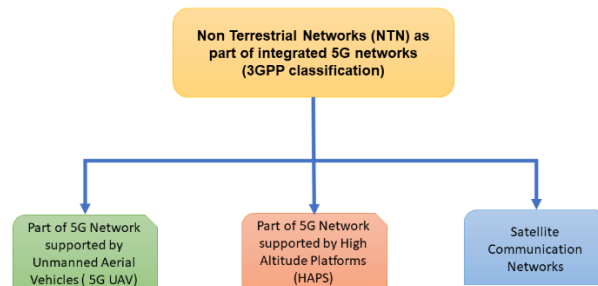 Non Terrestrial Networks (NTN) as
part of integrated 5G networks
(3GPP classification)
Part of 5G Network
supported by
Unmanned Aerial
Vehicles ( 5G UAV)
Part of 5G Network
supported by High
Altitude Platforms
(HAPS)
Satellite
Communication
Networks